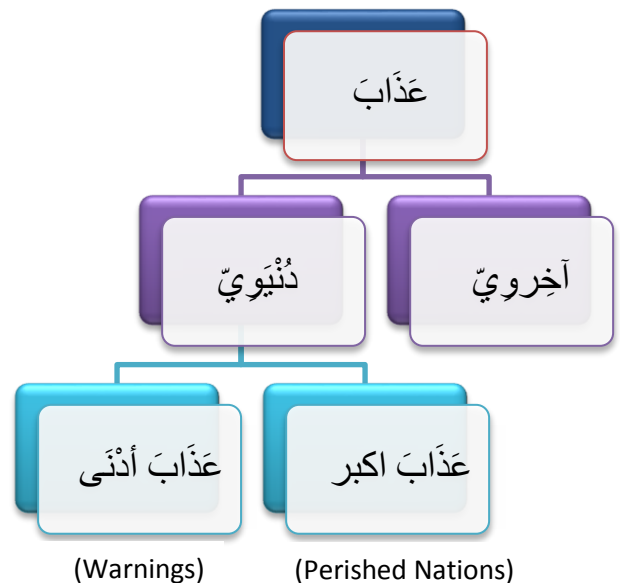 عَذَابَ
دُنْيَوِيّ
آخِروِيّ
عَذَابَ أدْنَى
عَذَابَ اكبر
(Warnings)
(Perished Nations)